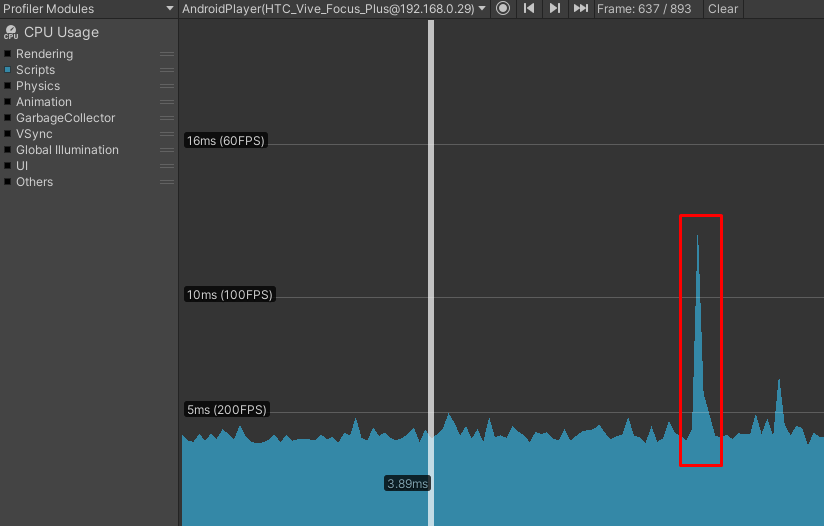 Profiler Modules
AndroidPlayer(HTC_Vive_Focus_Plus@192.168.0.29)
Frame: 637 / 893
Clear
CPU Usage
CPU
Rendering
Scripts
Physics
Animation
GarbageCollector
VSync
Global Illumination
UI
Others
16ms (60FPS)
10ms (100FPS)
5ms (200FPS)
3.89ms